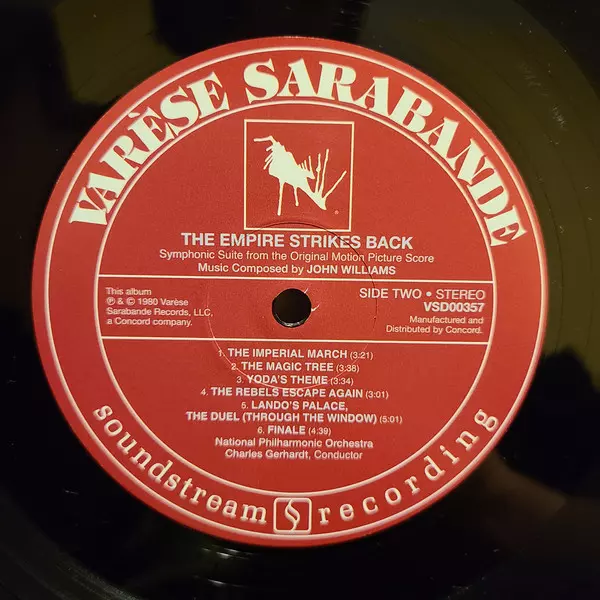 VARÈSE SARABANDE
®
THE EMPIRE STRIKES BACK
Symphonic Suite from the Original Motion Picture Score
Music Composed by JOHN WILLIAMS
This album
℗ & © 1980 Varèse
Sarabande Records, LLC,
a Concord company.
SIDE TWO • STEREO
VSD00357
Manufactured and
Distributed by Concord.
1. THE IMPERIAL MARCH (3:21)
2. THE MAGIC TREE (3:38)
3. YODA'S THEME (3:34)
4. THE REBELS ESCAPE AGAIN (3:01)
5. LANDO'S PALACE,
THE DUEL (THROUGH THE WINDOW) (5:01)
6. FINALE (4:39)
National Philharmonic Orchestra
Charles Gerhardt, Conductor
soundstream recording